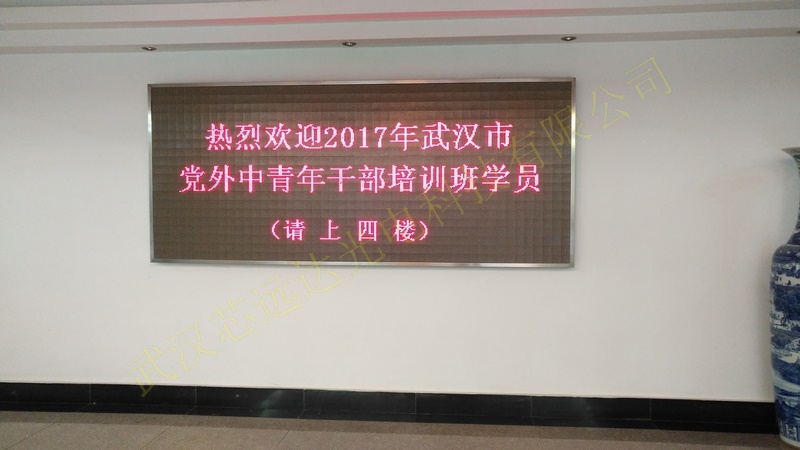 热烈欢迎2017年武汉市
党外中青年干部培训班学员
（请 上 四 楼）
武汉芯远达光电科技有限公司